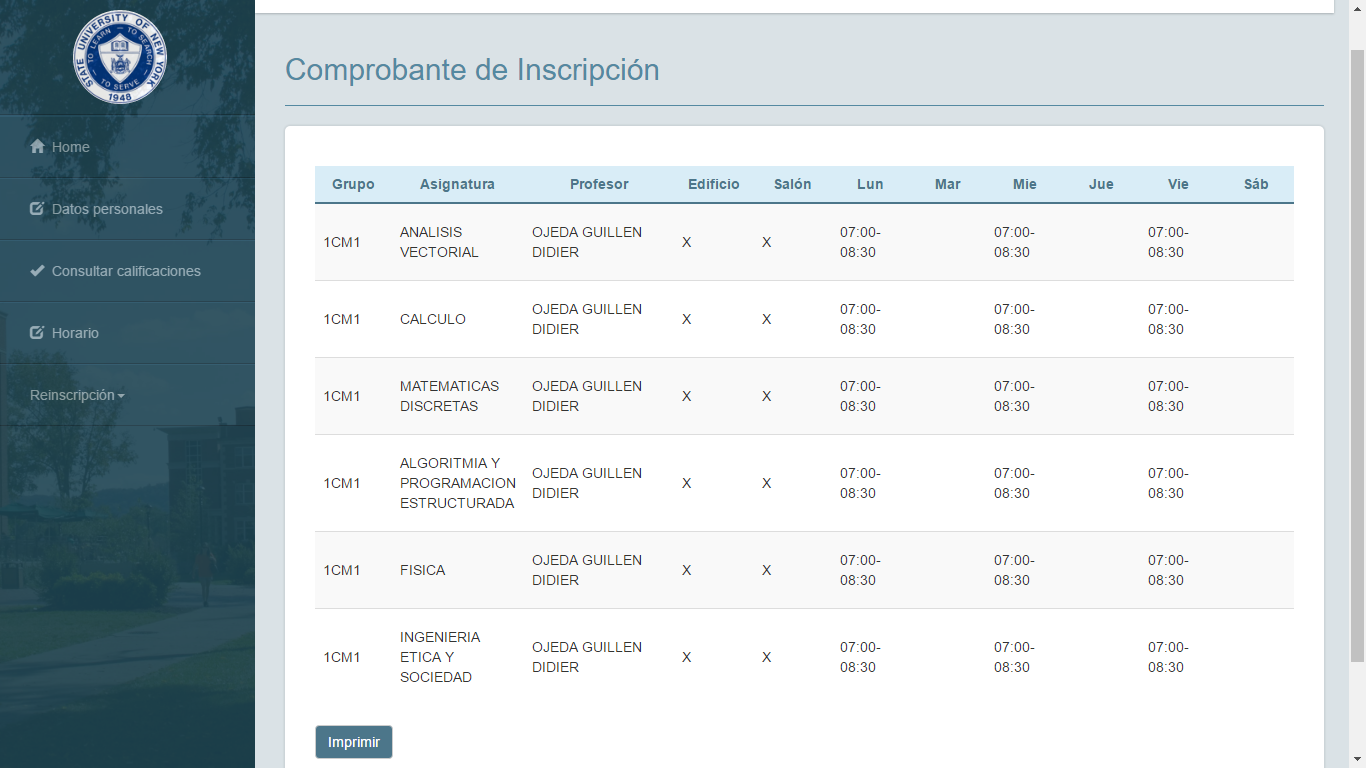 STATE UNIVERSITY OF NEW YORK
TO LEARN — TO SEARCH
TO SERVE
1948
Home
Datos personales
Consultar calificaciones
Horario
Reinscripción
Comprobante de Inscripción
Grupo Asignatura Profesor Edificio Salón Lun Mar Mie Jue Vie Sáb
1CM1 ANALISIS VECTORIAL OJEDA GUILLEN DIDIER X X 07:00-08:30 07:00-08:30 07:00-08:30
1CM1 CALCULO OJEDA GUILLEN DIDIER X X 07:00-08:30 07:00-08:30 07:00-08:30
1CM1 MATEMATICAS DISCRETAS OJEDA GUILLEN DIDIER X X 07:00-08:30 07:00-08:30 07:00-08:30
1CM1 ALGORITMIA Y PROGRAMACION ESTRUCTURADA OJEDA GUILLEN DIDIER X X 07:00-08:30 07:00-08:30 07:00-08:30
1CM1 FISICA OJEDA GUILLEN DIDIER X X 07:00-08:30 07:00-08:30 07:00-08:30
1CM1 INGENIERIA ETICA Y SOCIEDAD OJEDA GUILLEN DIDIER X X 07:00-08:30 07:00-08:30 07:00-08:30
Imprimir